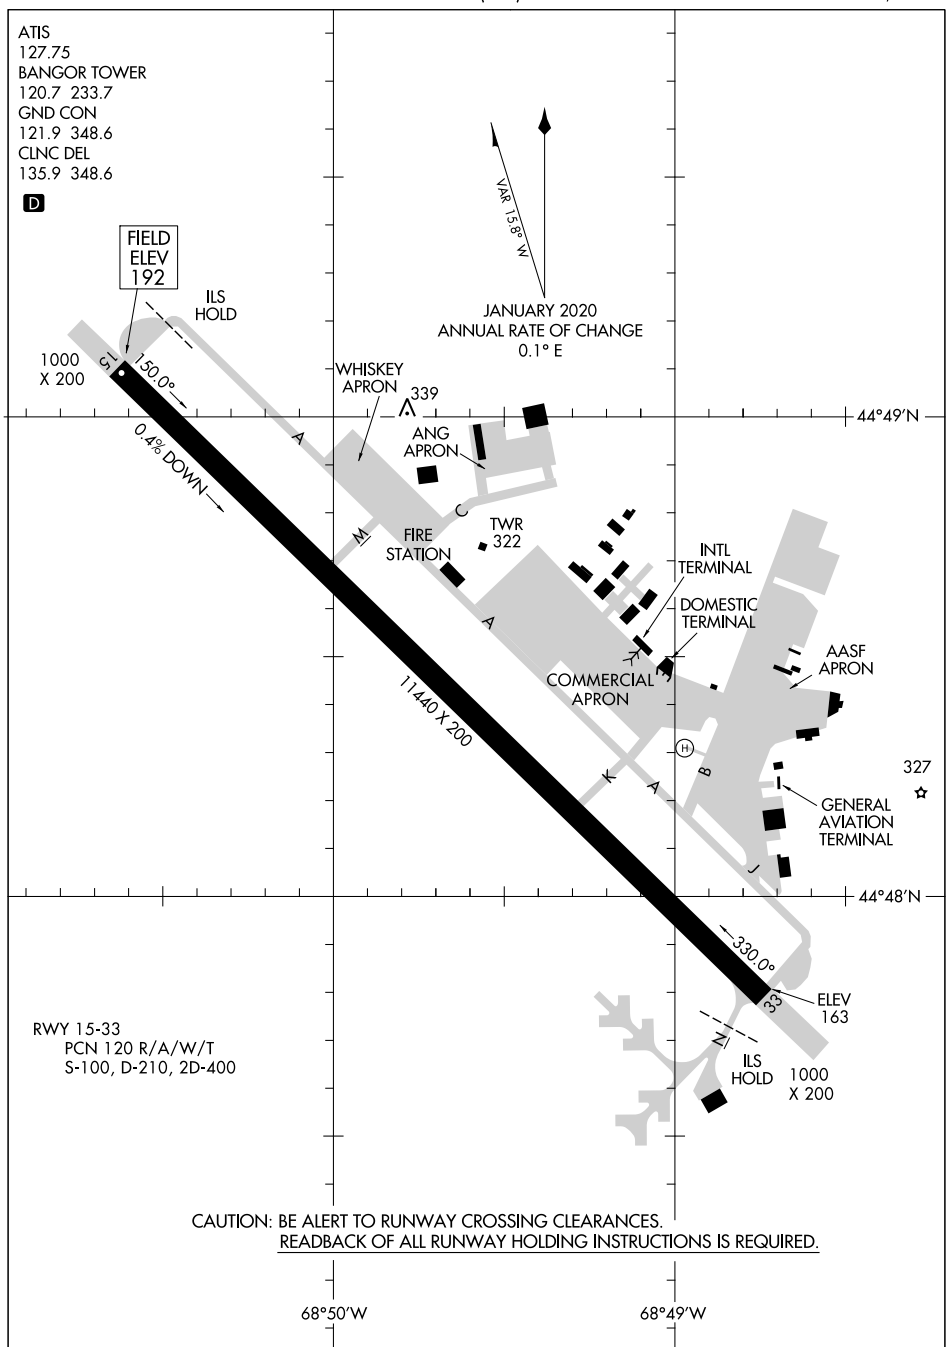 ATIS
127.75
BANGOR TOWER
120.7 233.7
GND CON
121.9 348.6
CLNC DEL
135.9 348.6
D
VAR 15.8° W
JANUARY 2020
ANNUAL RATE OF CHANGE
0.1° E
FIELD
ELEV
192
ILS
HOLD
1000
X 200
15
150.0°
0.4% DOWN
WHISKEY
APRON
339
44°49'N
A
ANG
APRON
C
M
FIRE
STATION
TWR
322
INTL
TERMINAL
A
DOMESTIC
TERMINAL
AASF
APRON
COMMERCIAL
APRON
11440 X 200
H
K
A
B
327
GENERAL
AVIATION
TERMINAL
J
44°48'N
330.0°
33
ELEV
163
N
ILS
HOLD
1000
X 200
RWY 15-33
PCN 120 R/A/W/T
S-100, D-210, 2D-400
CAUTION: BE ALERT TO RUNWAY CROSSING CLEARANCES.
READBACK OF ALL RUNWAY HOLDING INSTRUCTIONS IS REQUIRED.
68°50'W
68°49'W